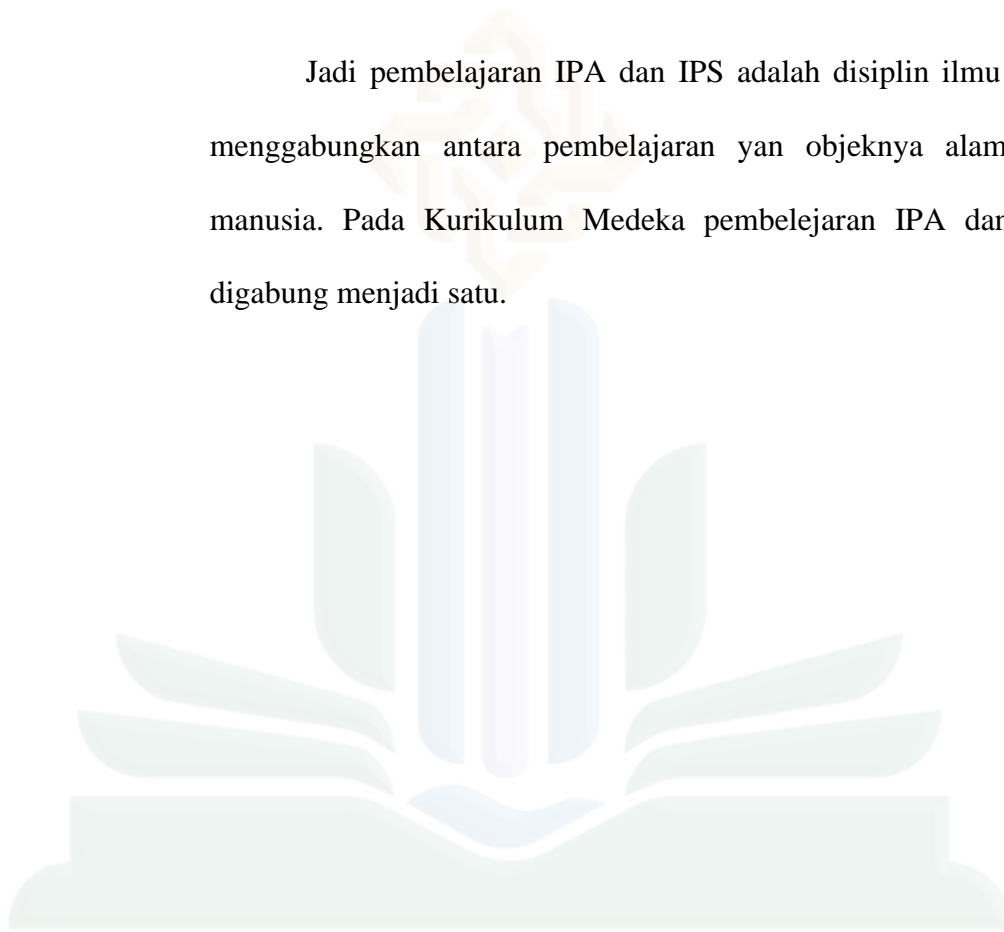 Jadi pembelajaran IPA dan IPS adalah disiplin ilmu
menggabungkan antara pembelajaran yan objeknya alam
manusia. Pada Kurikulum Medeka pembelejaran IPA dan
digabung menjadi satu.